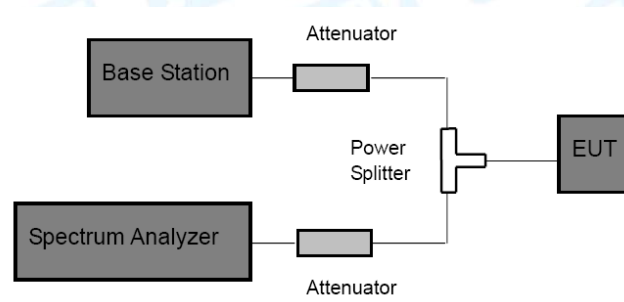 Attenuator
Base Station
Power
Splitter
EUT
Spectrum Analyzer
Attenuator